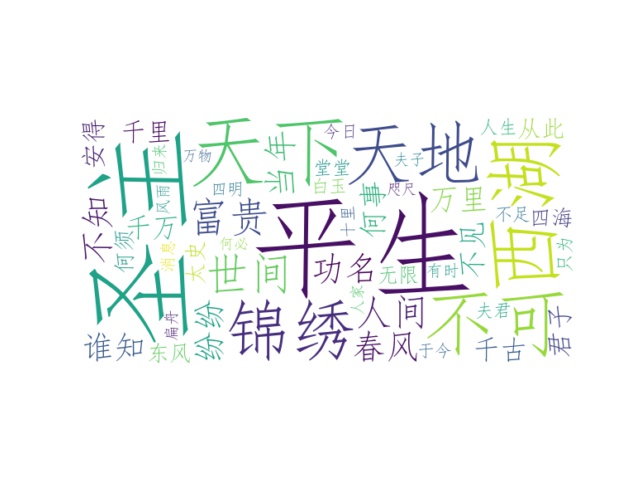 安得
千里
天下
今日
天地
人生
从此
圣主
万物
归来
当年
堂堂
夫子
西湖
不知
风雨
四明
白玉
咫尺
何事
万里
不足
四海
千万
富贵
平生
十里
何须
消息
太史
何必
世间
功名
无限
有时
不见
只为
扁舟
锦绣
人家
人间
夫君
不可
君子
谁知
东风
纷纷
春风
于今
千古